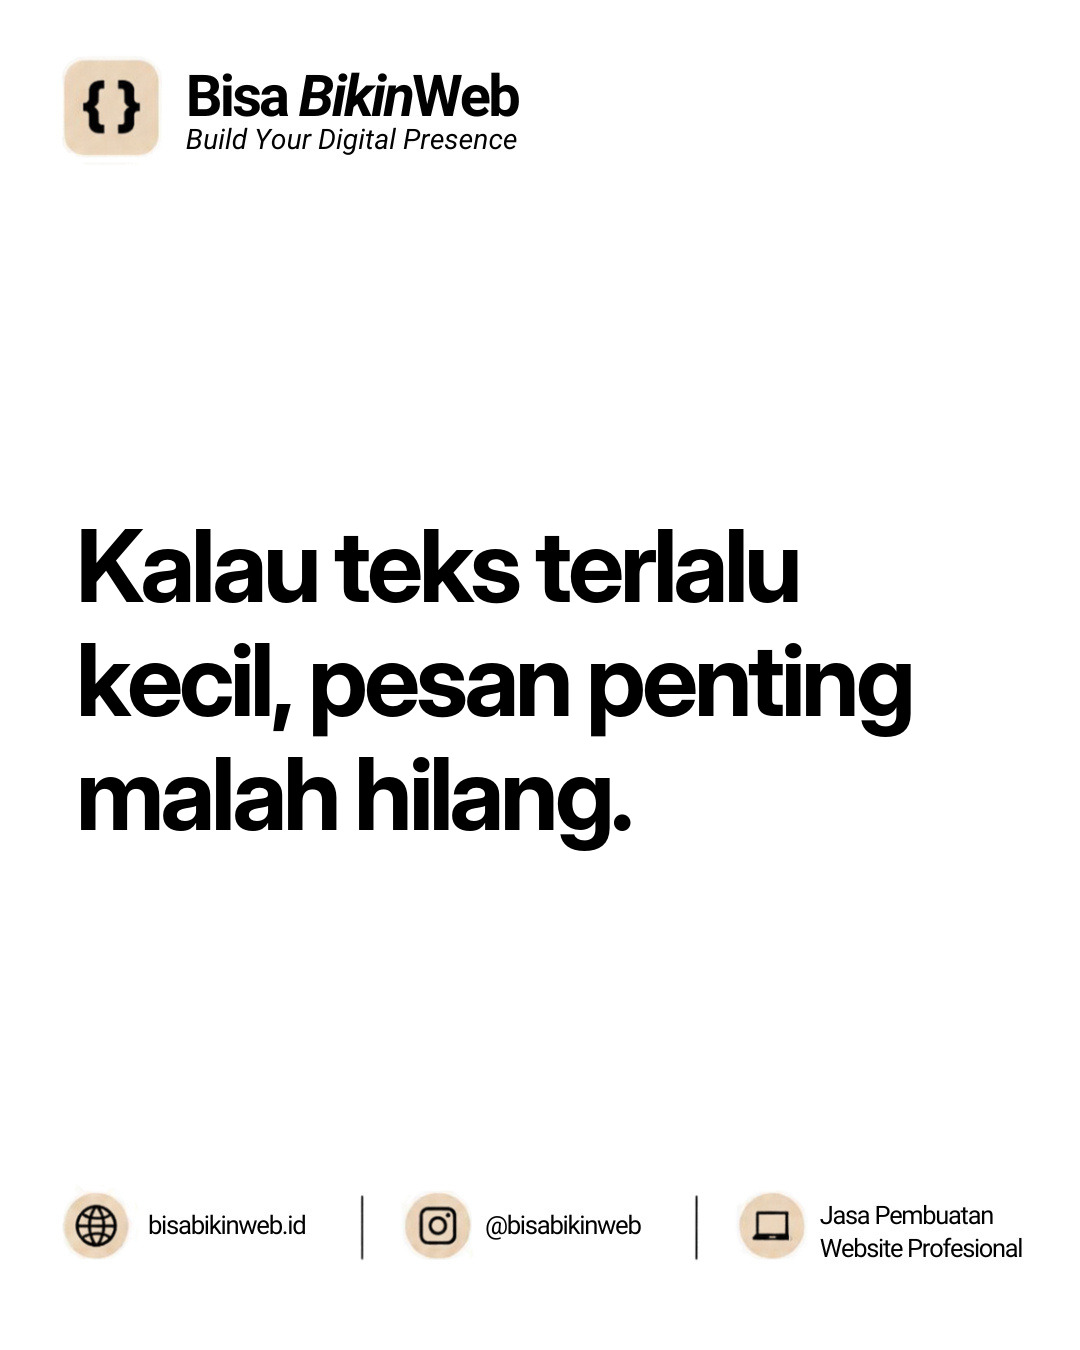 Bisa BikinWeb
Build Your Digital Presence
Kalau teks terlalu
kecil, pesan penting
malah hilang.
bisabikinweb.id
@bisabikinweb
Jasa Pembuatan
Website Profesional